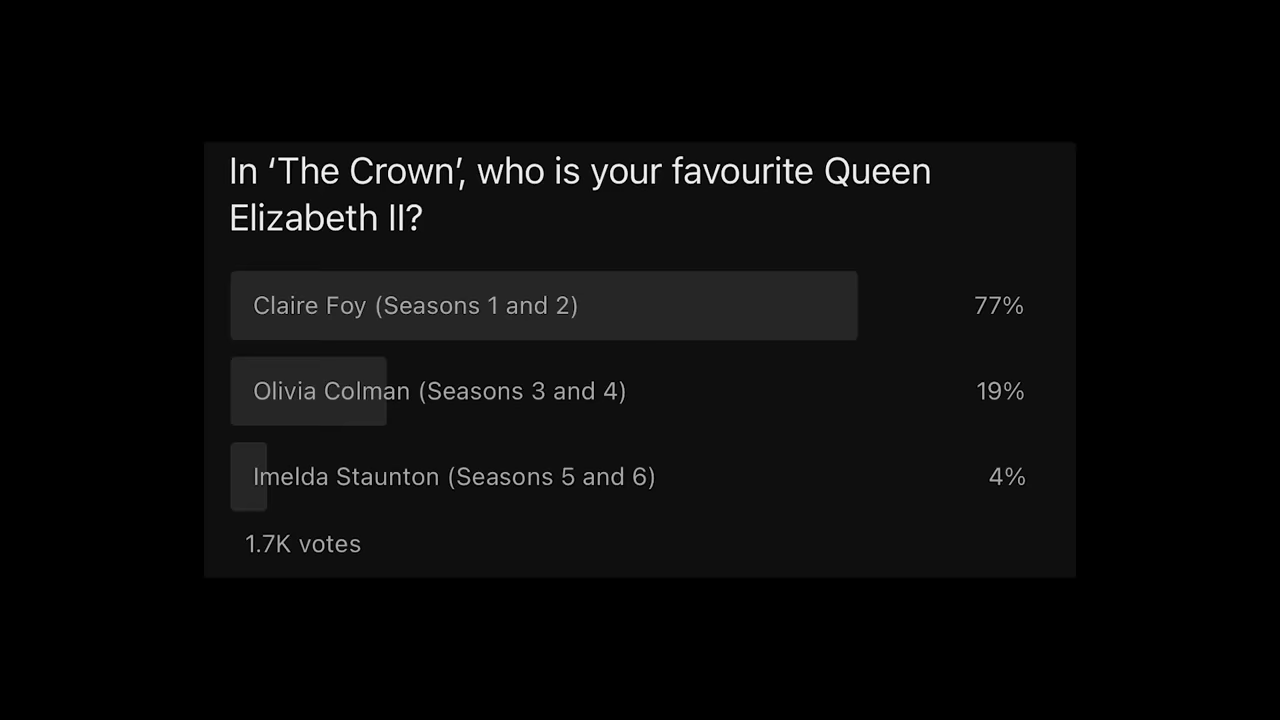 In ‘The Crown’, who is your favourite Queen
Elizabeth II?
Claire Foy (Seasons 1 and 2) 77%
Olivia Colman (Seasons 3 and 4) 19%
Imelda Staunton (Seasons 5 and 6) 4%
1.7K votes